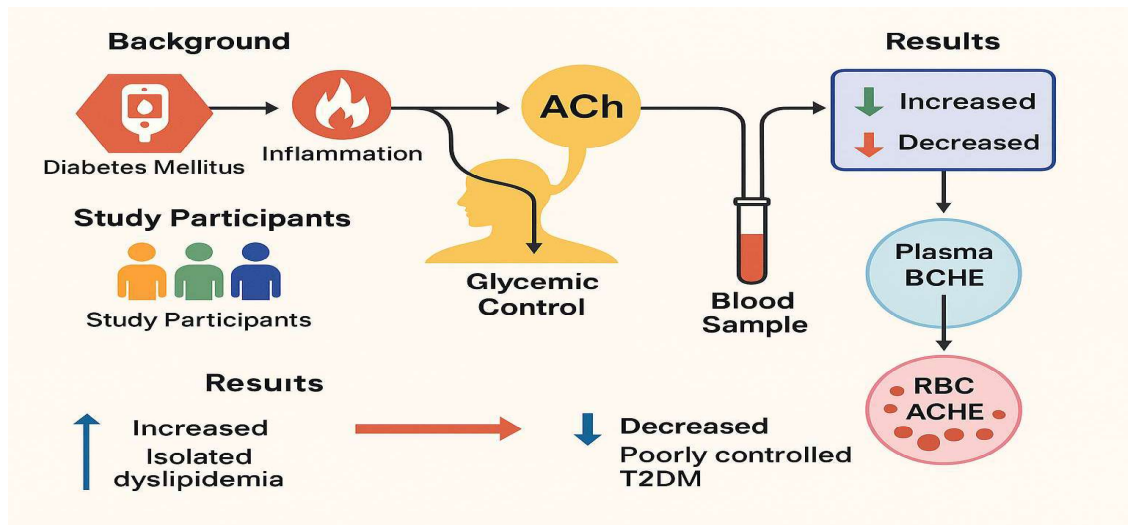 Background
Diabetes Mellitus
Inflammation
ACh
Glycemic
Control
Blood
Sample
Results
Increased
Decreased
Plasma
BCHE
RBC
ACHE
Study Participants
Study Participants
Resuıts
Increased
Isolated
dyslipidemia
Decreased
Poorly controlled
T2DM